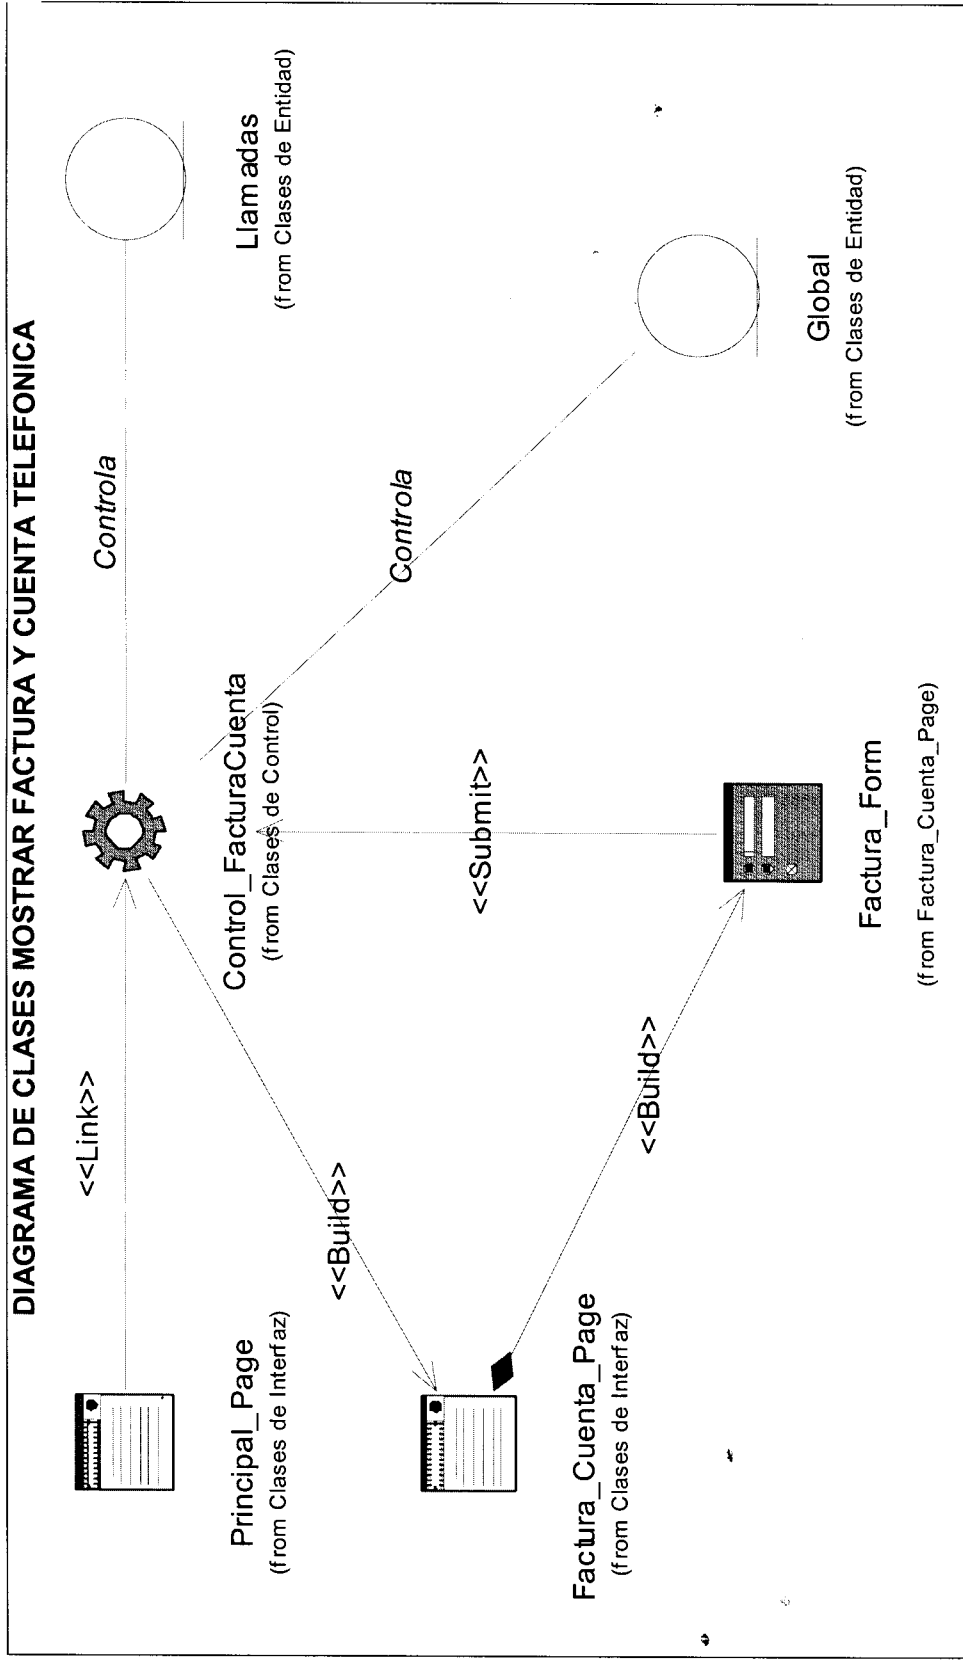 DIAGRAMA DE CLASES MOSTRAR FACTURA Y CUENTA TELEFONICA
<<Link>>
Controla
Principal_Page
(from Clases de Interfaz)
Control_FacturaCuenta
(from Clases de Control)
Llamadas
(from Clases de Entidad)
<<Build>>
Controla
<<Submit>>
Factura_Cuenta_Page
(from Clases de Interfaz)
<<Build>>
Global
(from Clases de Entidad)
Factura_Form
(from Factura_Cuenta_Page)